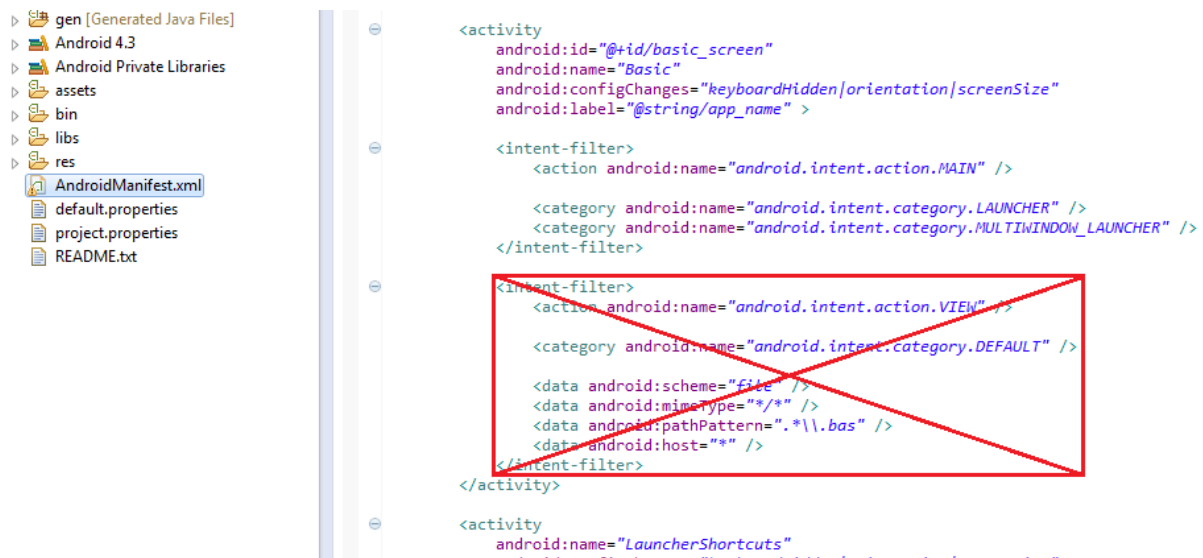 gen [Generated Java Files]
Android 4.3
Android Private Libraries
assets
bin
libs
res
AndroidManifest.xml
default.properties
project.properties
README.txt
<activity
android:id="@+id/basic_screen"
android:name="Basic"
android:configChanges="keyboardHidden|orientation|screenSize"
android:label="@string/app_name" >
<intent-filter>
<action android:name="android.intent.action.MAIN" />
<category android:name="android.intent.category.LAUNCHER" />
<category android:name="android.intent.category.MULTIWINDOW_LAUNCHER" />
</intent-filter>
<intent-filter>
<action android:name="android.intent.action.VIEW" />
<category android:name="android.intent.category.DEFAULT" />
<data android:scheme="file" />
<data android:mimeType="*/*" />
<data android:pathPattern=".*\\.bas" />
<data android:host="*" />
</intent-filter>
</activity>
<activity
android:name="LauncherShortcuts"